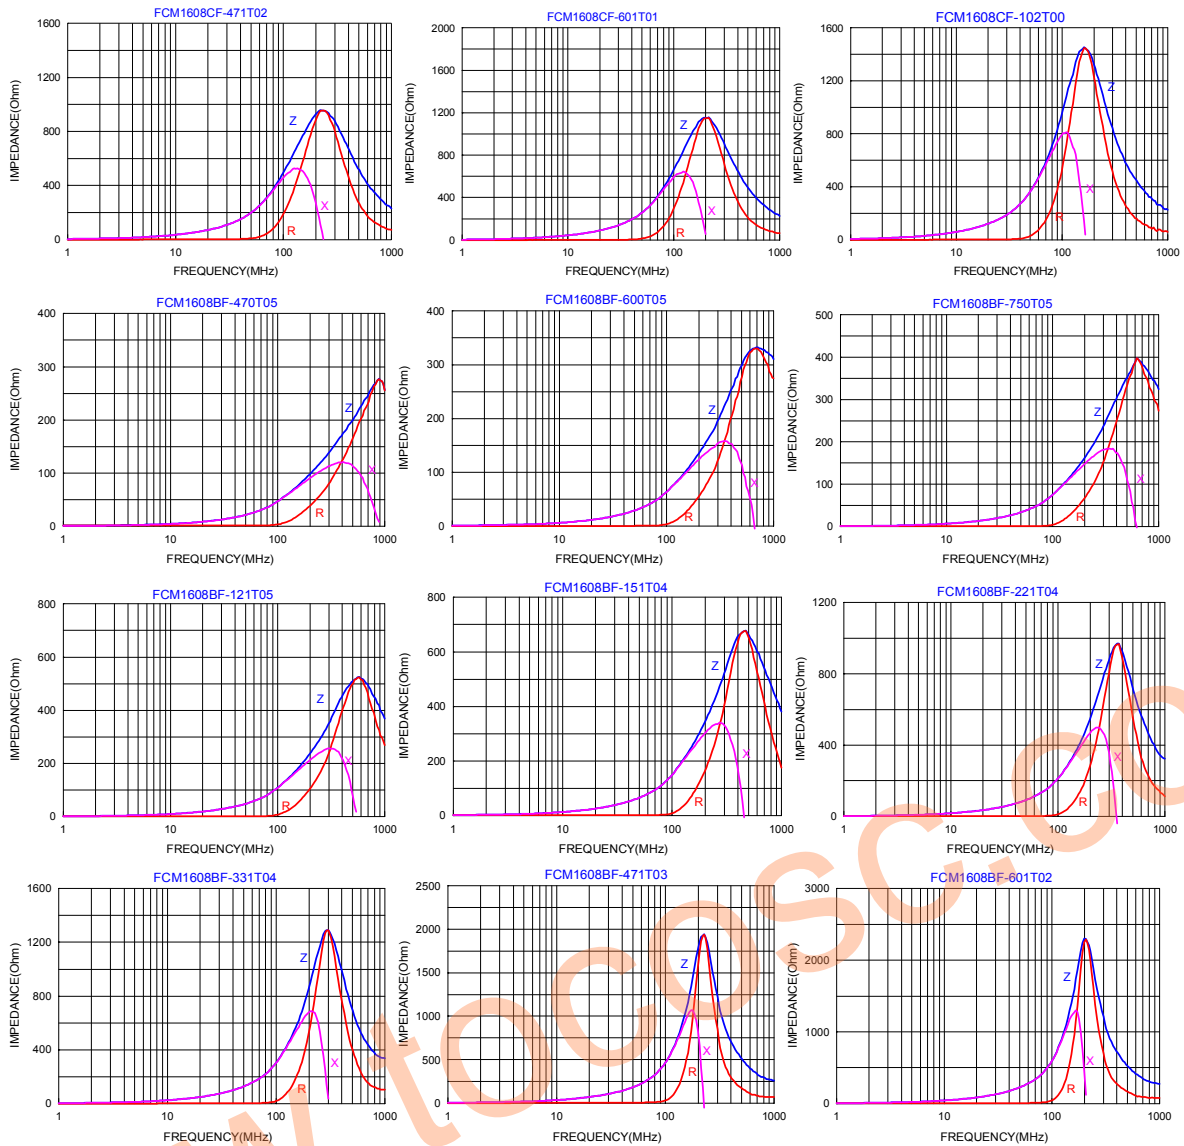 FCM1608CF-471T02
IMPEDANCE(Ohm)
1600
1200
800
400
0
Z
X
R
1 10 100 1000
FREQUENCY(MHz)
FCM1608CF-601T01
IMPEDANCE(Ohm)
2000
1600
1200
800
400
0
Z
X
R
1 10 100 1000
FREQUENCY(MHz)
FCM1608CF-102T00
IMPEDANCE(Ohm)
1600
1200
800
400
0
Z
X
R
1 10 100 1000
FREQUENCY(MHz)
FCM1608BF-470T05
IMPEDANCE(Ohm)
400
300
200
100
0
Z
X
R
1 10 100 1000
FREQUENCY(MHz)
FCM1608BF-600T05
IMPEDANCE(Ohm)
400
300
200
100
0
Z
X
R
1 10 100 1000
FREQUENCY(MHz)
FCM1608BF-750T05
IMPEDANCE(Ohm)
500
400
300
200
100
0
Z
X
R
1 10 100 1000
FREQUENCY(MHz)
FCM1608BF-121T05
IMPEDANCE(Ohm)
800
600
400
200
0
Z
X
R
1 10 100 1000
FREQUENCY(MHz)
FCM1608BF-151T04
IMPEDANCE(Ohm)
800
600
400
200
0
Z
X
R
1 10 100 1000
FREQUENCY(MHz)
FCM1608BF-221T04
IMPEDANCE(Ohm)
1200
800
400
0
Z
X
R
1 10 100 1000
FREQUENCY(MHz)
FCM1608BF-331T04
IMPEDANCE(Ohm)
1600
1200
800
400
0
Z
X
R
1 10 100 1000
FREQUENCY(MHz)
FCM1608BF-471T03
IMPEDANCE(Ohm)
2500
2000
1500
1000
500
0
Z
X
R
1 10 100 1000
FREQUENCY(MHz)
FCM1608BF-601T02
IMPEDANCE(Ohm)
3000
2000
1000
0
Z
X
R
1 10 100 1000
FREQUENCY(MHz)
w tocosc.co